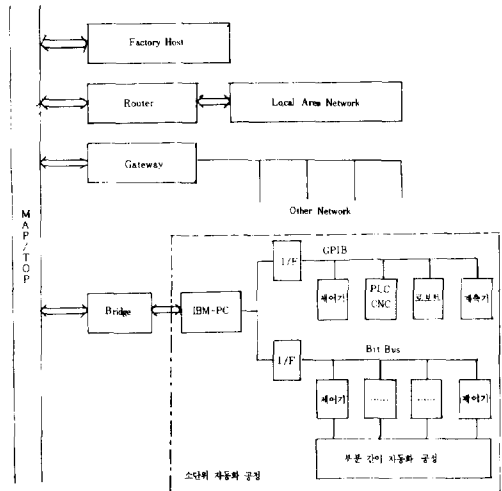 Factory Host
Router
Local Area Network
Gateway
Other Network
MAP/TOP
Bridge
IBM-PC
I/F
GPIB
제어기
PLC
CNC
로보트
계측기
I/F
Bit Bus
제어기
......
......
제어기
부분 간이 자동화 공정
소단위 자동화 공정